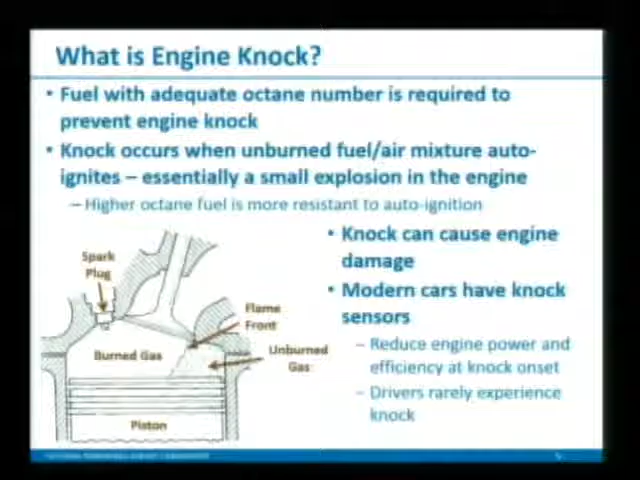 What is Engine Knock?
• Fuel with adequate octane number is required to
prevent engine knock
• Knock occurs when unburned fuel/air mixture auto-
ignites – essentially a small explosion in the engine
– Higher octane fuel is more resistant to auto-ignition
• Knock can cause engine
damage
• Modern cars have knock
sensors
– Reduce engine power and
efficiency at knock onset
– Drivers rarely experience
knock
Spark
Plug
Flame
Front
Burned Gas
Unburned
Gas
Piston